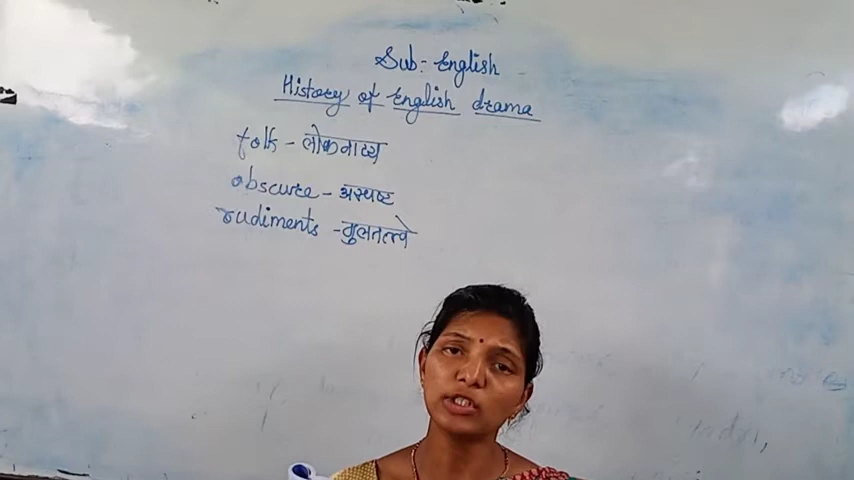 Sub:- English
History of English drama
folk - लोकनाट्य
obscure - अस्पष्ट
rudiments - मुलतत्त्वे